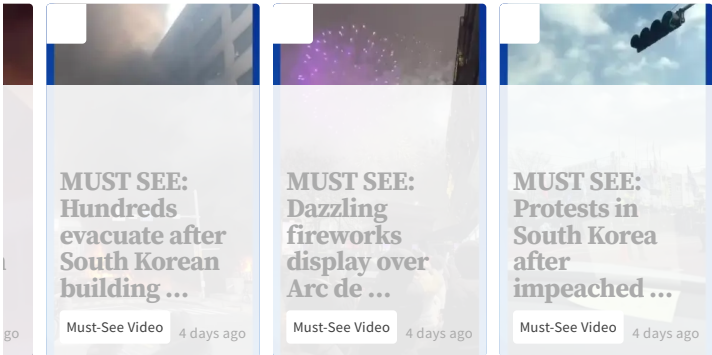 MUST SEE:
Hundreds
evacuate after
South Korean
building ...
Must-See Video
4 days ago
MUST SEE:
Dazzling
fireworks
display over
Arc de ...
Must-See Video
4 days ago
MUST SEE:
Protests in
South Korea
after
impeached ...
Must-See Video
4 days ago
go